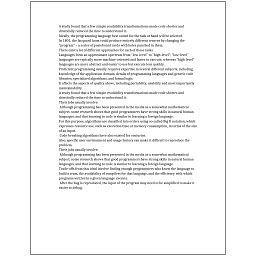 A study found that a few simple readability transformations made code shorter and
drastically reduced the time to understand it.
Ideally, the programming language best suited for the task at hand will be selected.
In 1801, the Jacquard loom could produce entirely different weaves by changing the
"program" – a series of pasteboard cards with holes punched in them.
There exist a lot of different approaches for each of those tasks.
Languages form an approximate spectrum from "low-level" to "high-level"; "low-level"
languages are typically more machine-oriented and faster to execute, whereas "high-level"
languages are more abstract and easier to use but execute less quickly.
Proficient programming usually requires expertise in several different subjects, including
knowledge of the application domain, details of programming languages and generic code
libraries, specialized algorithms, and formal logic.
It affects the aspects of quality above, including portability, usability and most importantly
maintainability.
A study found that a few simple readability transformations made code shorter and
drastically reduced the time to understand it.
Their jobs usually involve:
Although programming has been presented in the media as a somewhat mathematical
subject, some research shows that good programmers have strong skills in natural human
languages, and that learning to code is similar to learning a foreign language.
For this purpose, algorithms are classified into orders using so-called Big O notation, which
expresses resource use, such as execution time or memory consumption, in terms of the size
of an input.
Code-breaking algorithms have also existed for centuries.
Also, specific user environment and usage history can make it difficult to reproduce the
problem.
Their jobs usually involve:
Although programming has been presented in the media as a somewhat mathematical
subject, some research shows that good programmers have strong skills in natural human
languages, and that learning to code is similar to learning a foreign language.
Trade-offs from this ideal involve finding enough programmers who know the language to
build a team, the availability of compilers for that language, and the efficiency with which
programs written in a given language execute.
After the bug is reproduced, the input of the program may need to be simplified to make it
easier to debug.